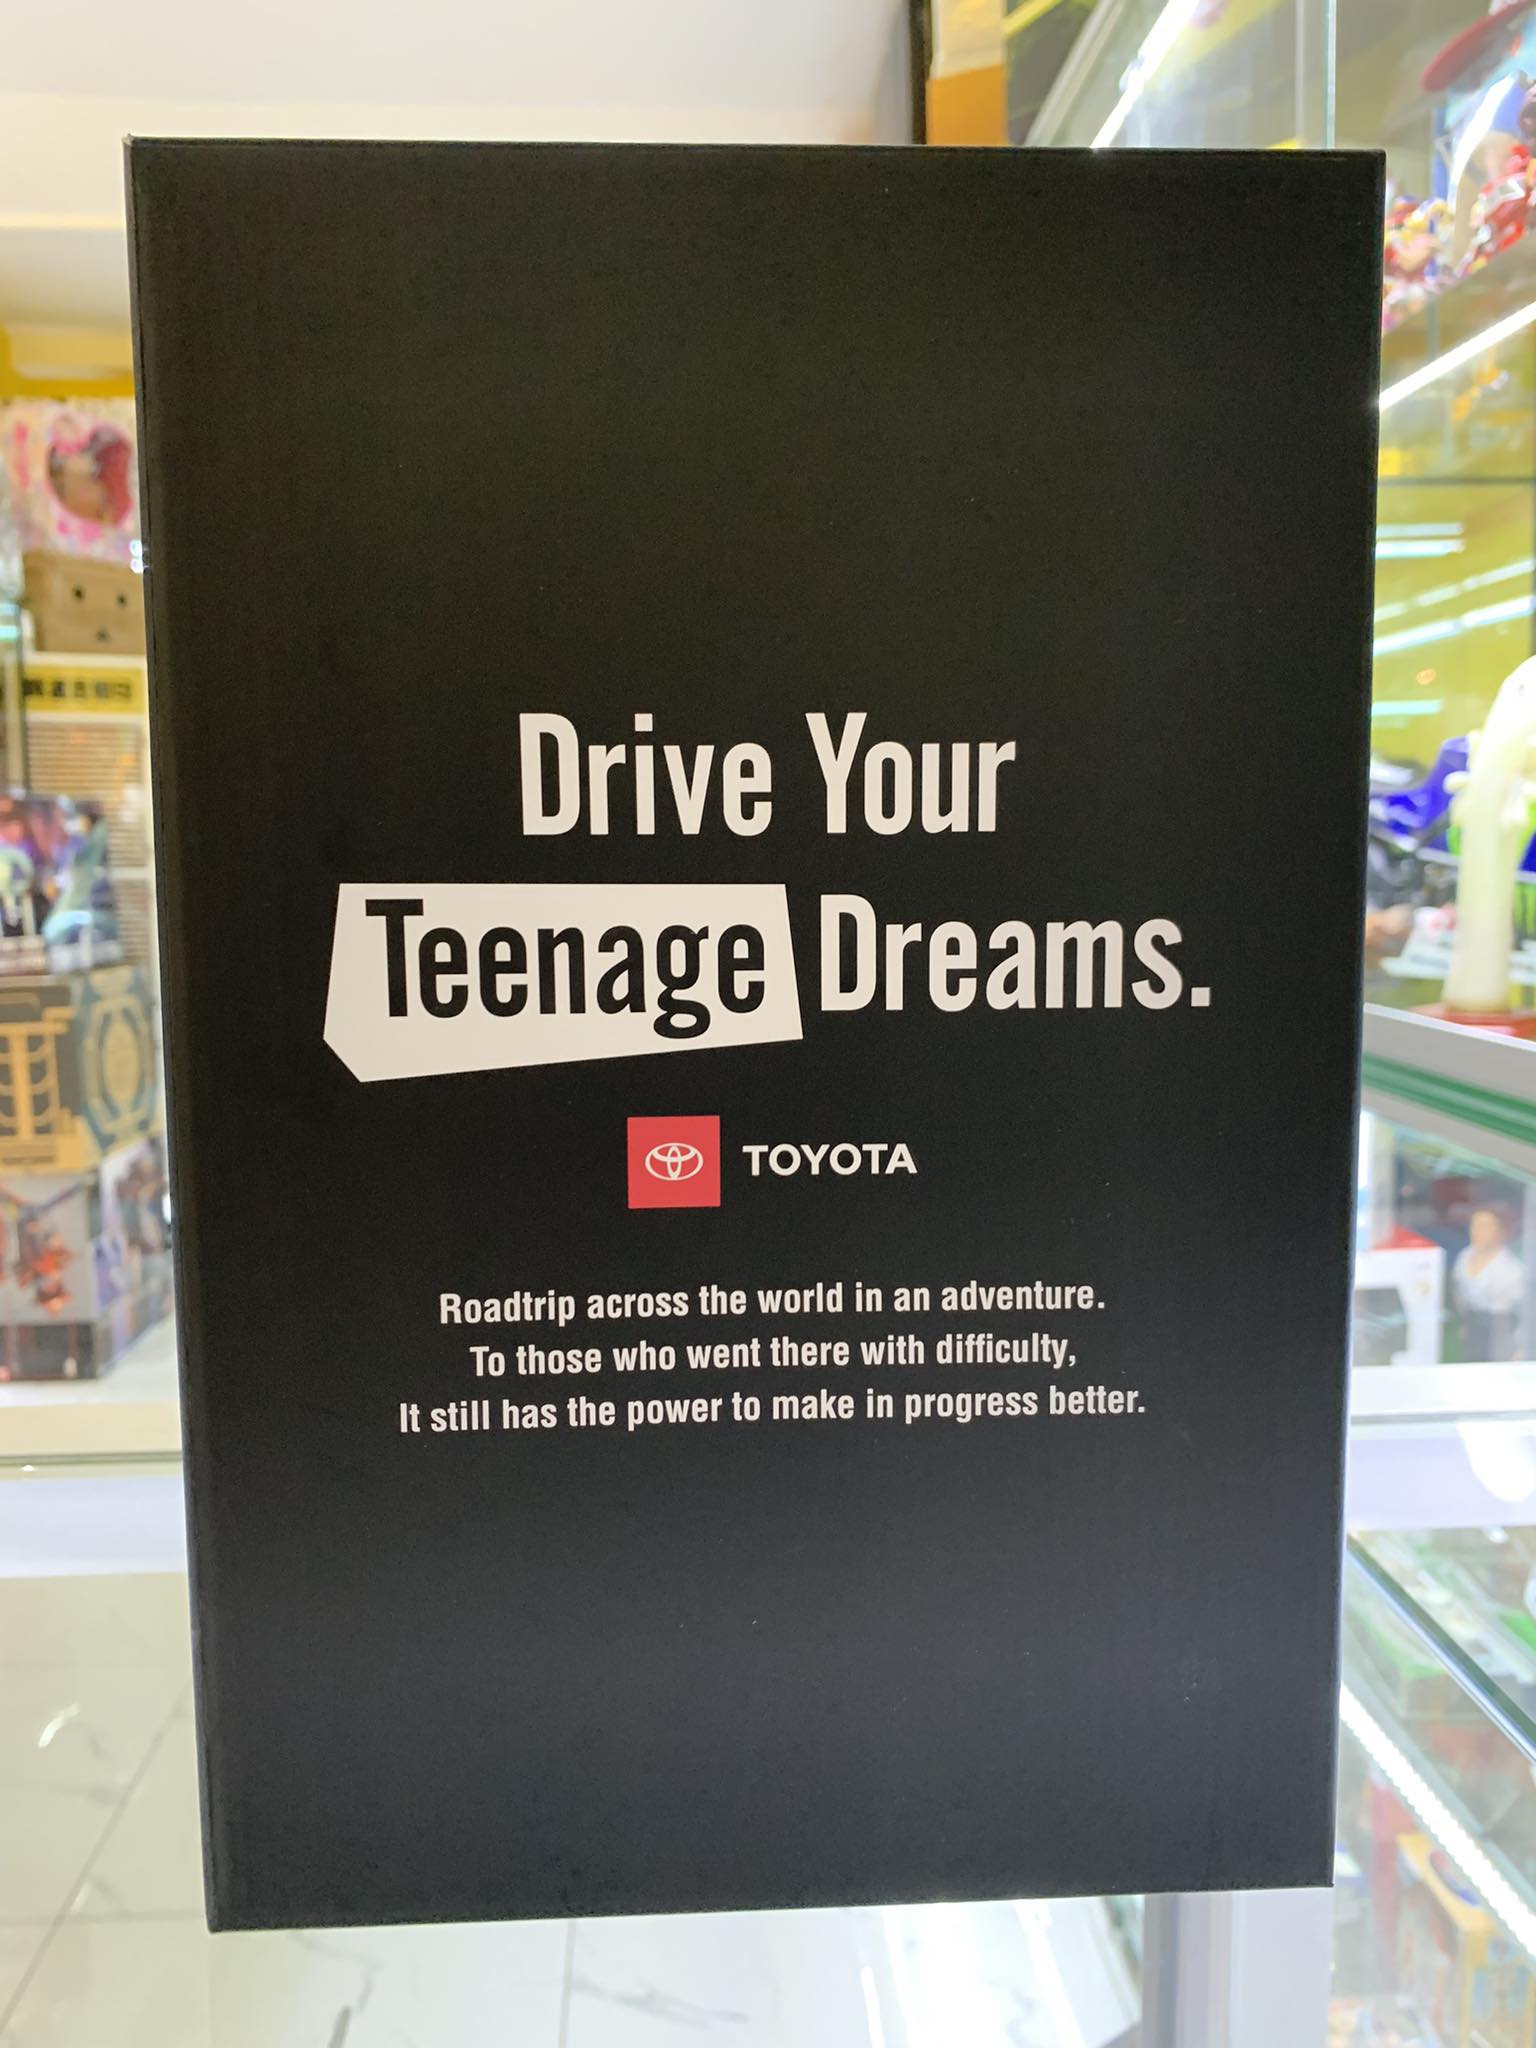 Drive Your
Teenage Dreams.
TOYOTA
Roadtrip across the world in an adventure.
To those who went there with difficulty,
It still has the power to make in progress better.